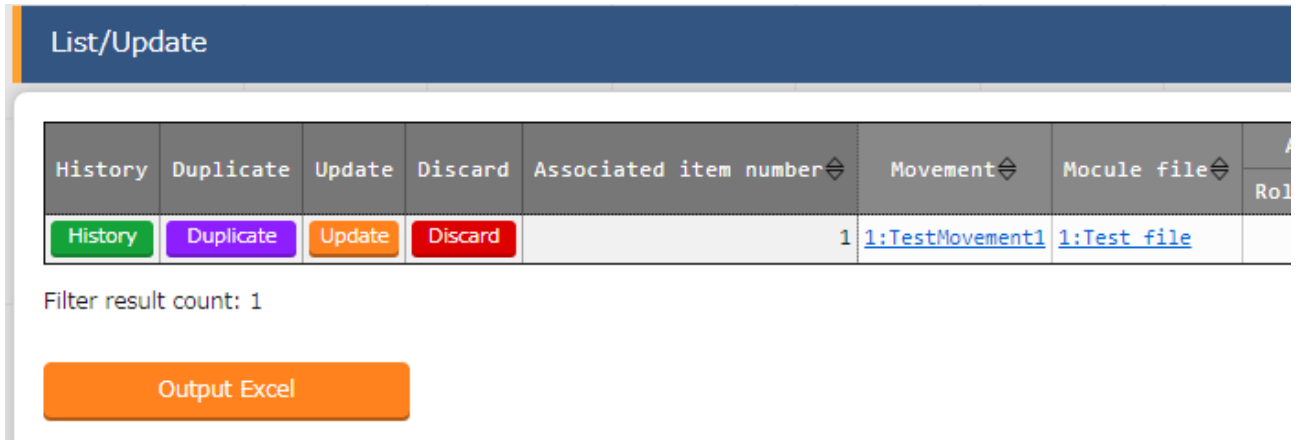 List/Update
History Duplicate Update Discard Associated item number Movement Mocule file
History Duplicate Update Discard 1 1:TestMovement1 1:Test file
Filter result count: 1
Output Excel